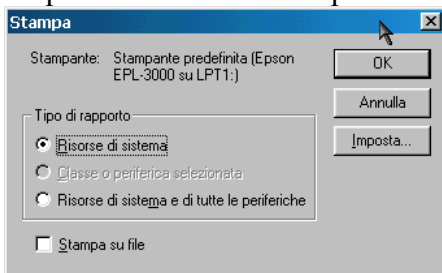 Stampa
Stampante: Stampante predefinita (Epson
EPL-3000 su LPT1:)
OK
Annulla
Imposta...
Tipo di rapporto
Risorse di sistema
Classe o periferica selezionata
Risorse di sistema e di tutte le periferiche
Stampa su file